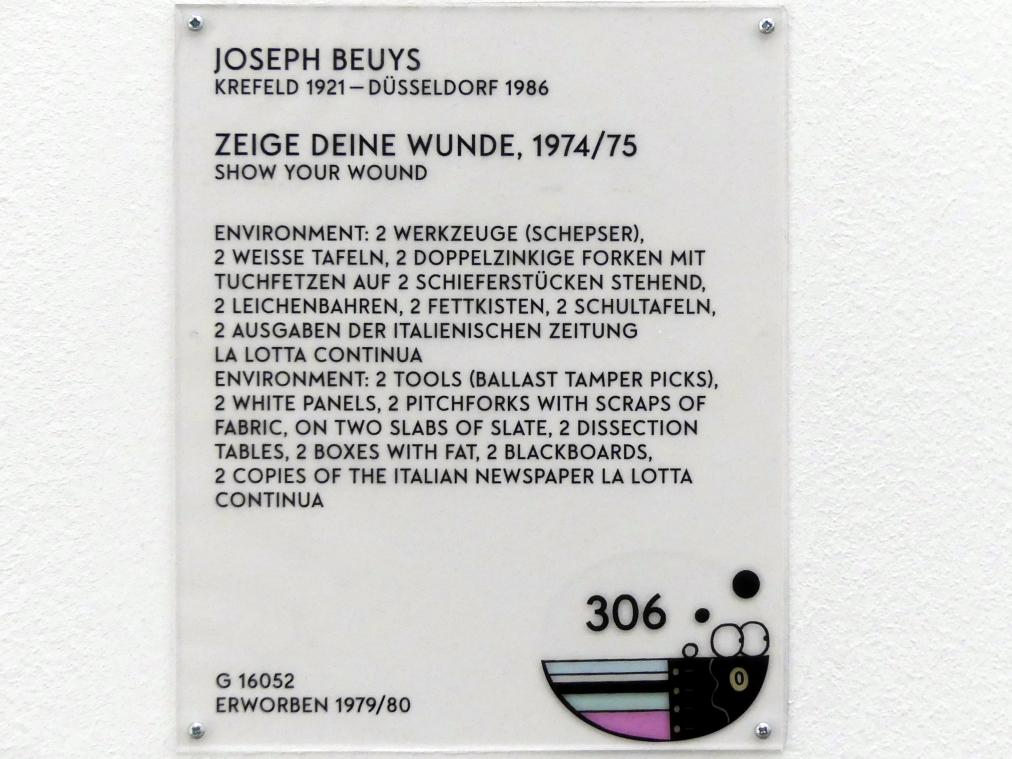 JOSEPH BEUYS
KREFELD 1921 – DÜSSELDORF 1986
ZEIGE DEINE WUNDE, 1974/75
SHOW YOUR WOUND
ENVIRONMENT: 2 WERKZEUGE (SCHEPSER),
2 WEISSE TAFELN, 2 DOPPELZINKIGE FORKEN MIT
TUCHFETZEN AUF 2 SCHIEFERSTÜCKEN STEHEND,
2 LEICHENBAHREN, 2 FETTKISTEN, 2 SCHULTAFELN,
2 AUSGABEN DER ITALIENISCHEN ZEITUNG
LA LOTTA CONTINUA
ENVIRONMENT: 2 TOOLS (BALLAST TAMPER PICKS),
2 WHITE PANELS, 2 PITCHFORKS WITH SCRAPS OF
FABRIC, ON TWO SLABS OF SLATE, 2 DISSECTION
TABLES, 2 BOXES WITH FAT, 2 BLACKBOARDS,
2 COPIES OF THE ITALIAN NEWSPAPER LA LOTTA
CONTINUA
306
0
G 16052
ERWORBEN 1979/80